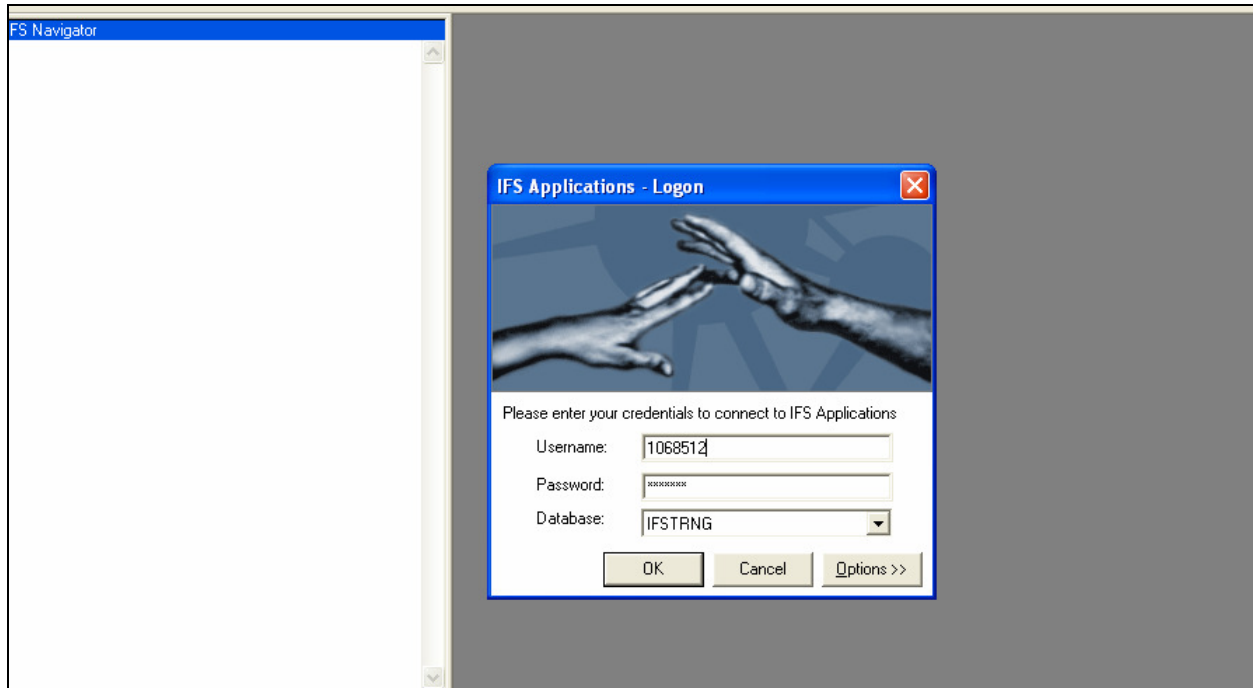 FS Navigator
IFS Applications - Logon
Please enter your credentials to connect to IFS Applications
Username: 1068512
Password: *******
Database: IFSTRNG
OK Cancel Options >>